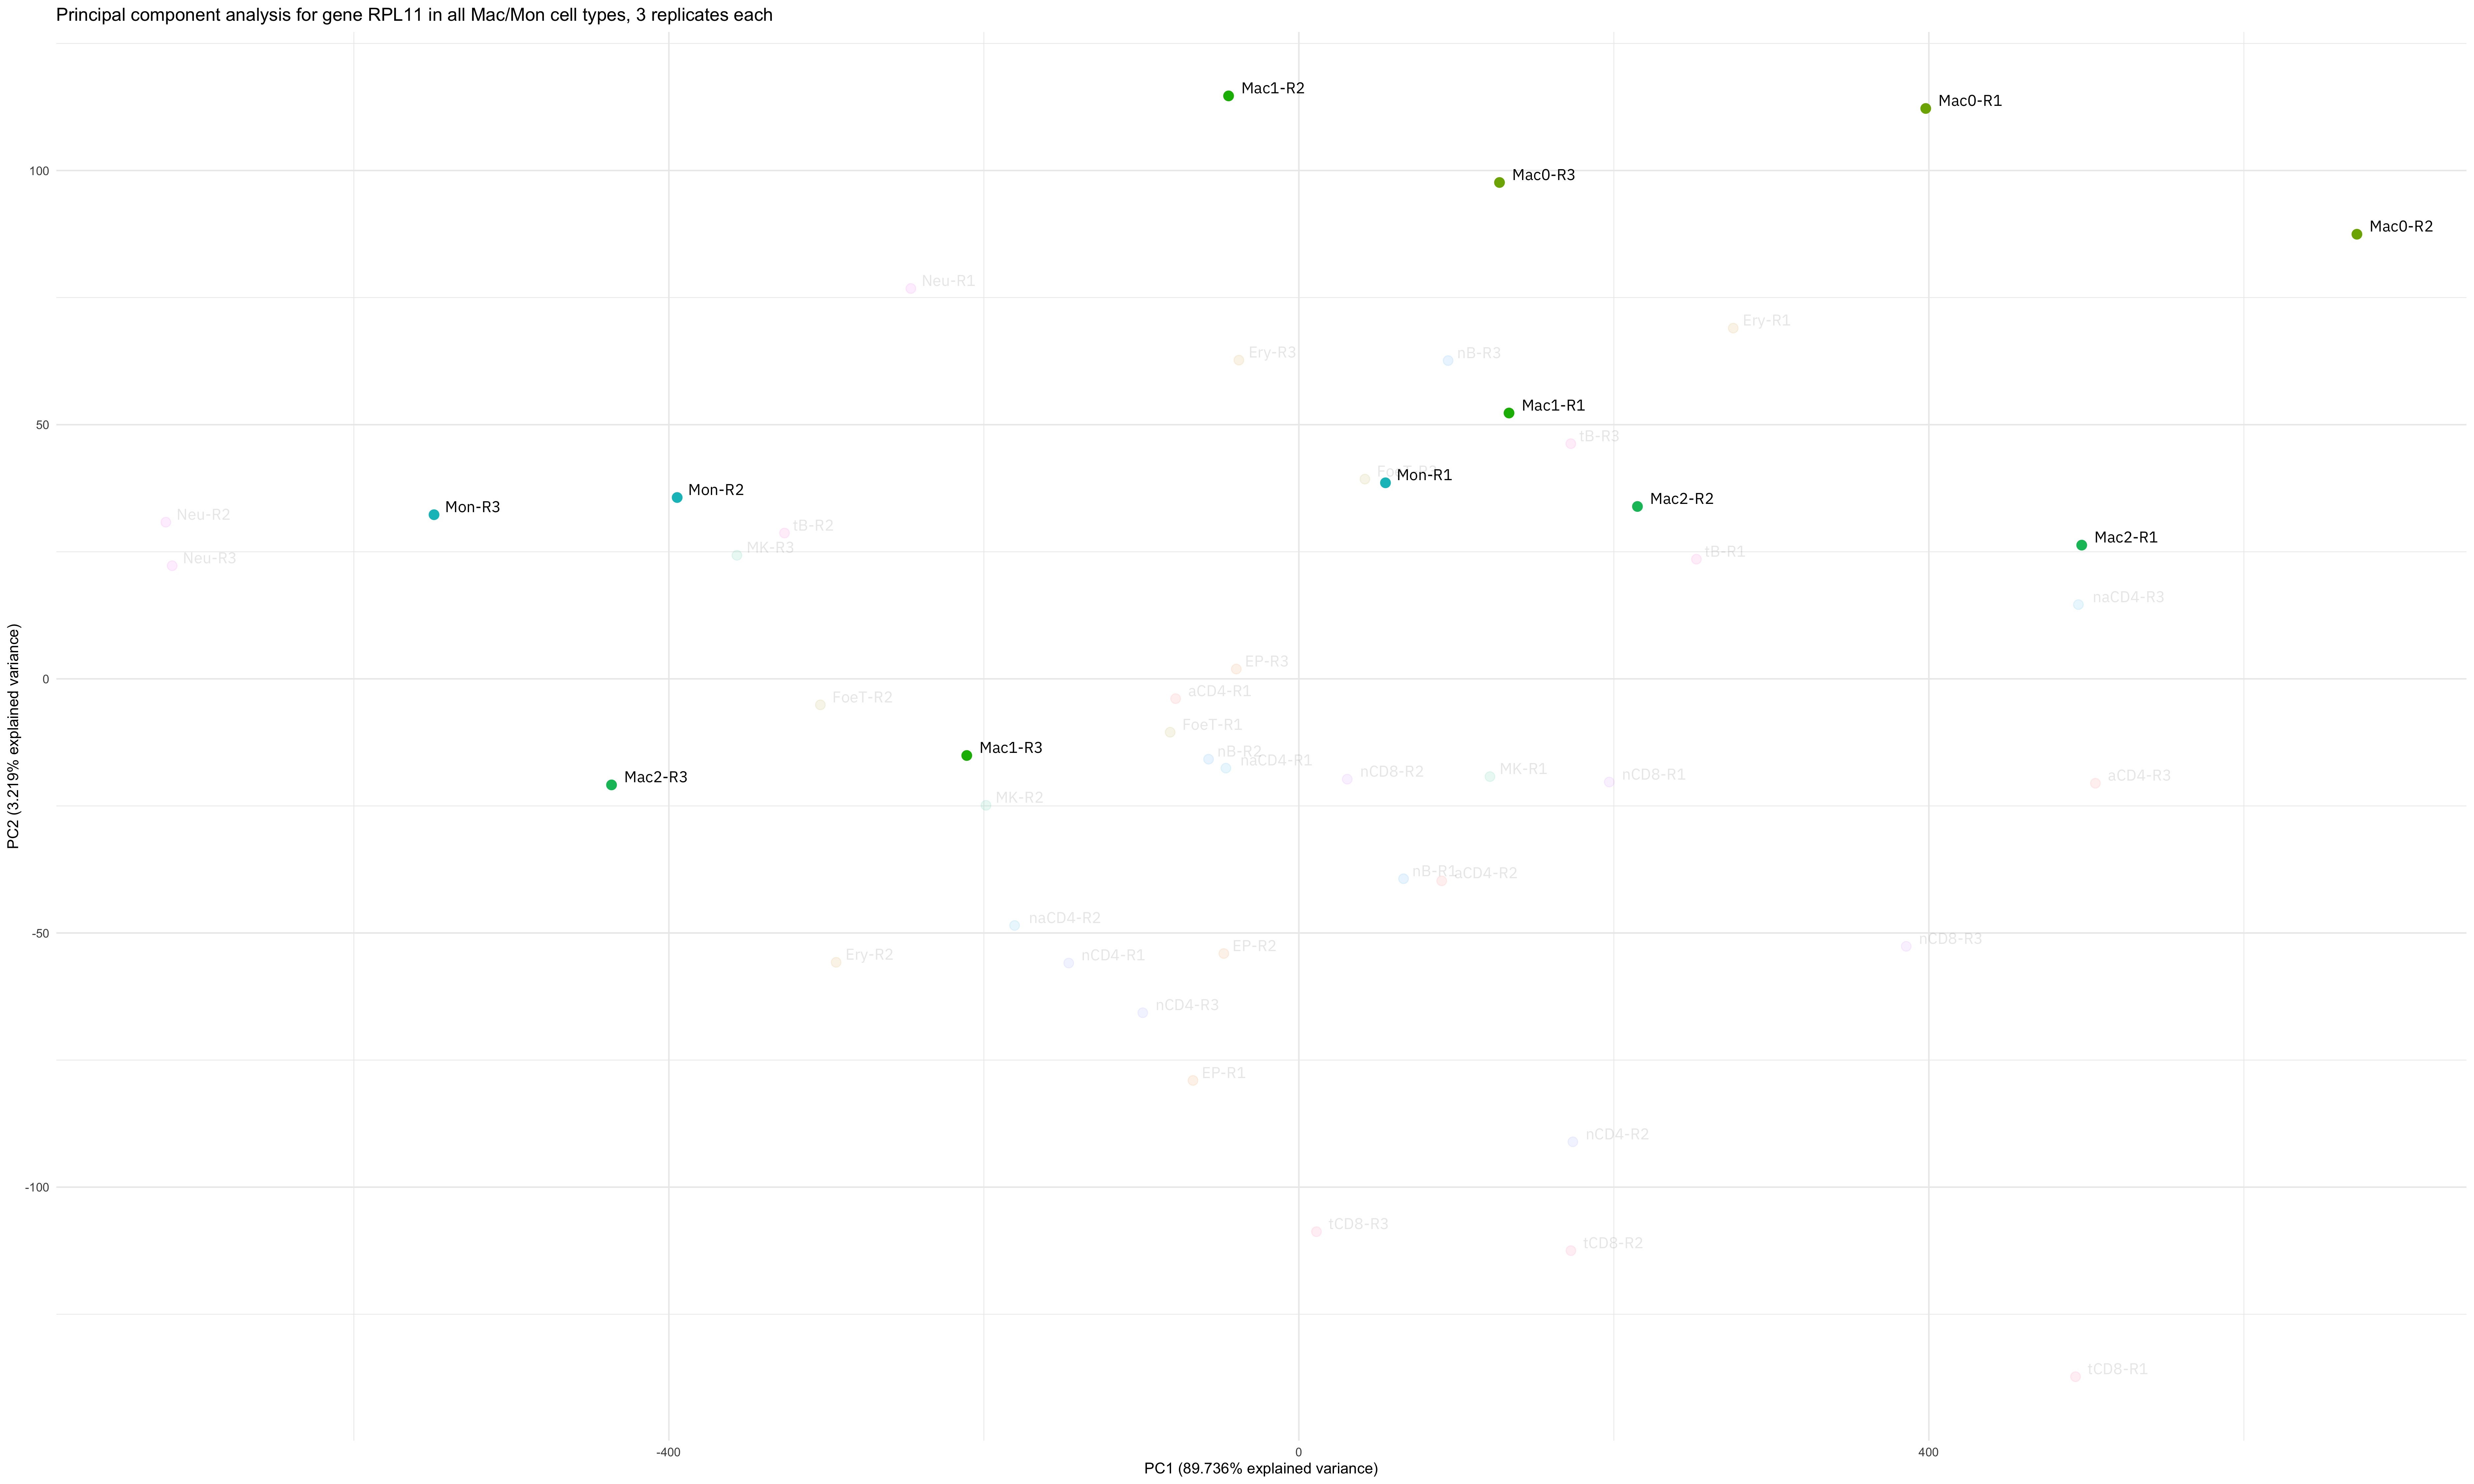 Principal component analysis for gene RPL11 in all Mac/Mon cell types, 3 replicates each
Mac1-R2
Mac0-R1
100
Mac0-R3
Mac0-R2
Neu-R1
Ery-R1
Ery-R3
nB-R3
Mac1-R1
50
tB-R3
Mon-R1
Mon-R2
Mac2-R2
Mon-R3
Neu-R2
tB-R2
Mac2-R1
MK-R3
tB-R1
Neu-R3
naCD4-R3
EP-R3
0
aCD4-R1
FoeT-R2
FoeT-R1
Mac1-R3
nB-R2
naCD4-R1
nCD8-R2
MK-R1
nCD8-R1
aCD4-R3
Mac2-R3
MK-R2
nB-R1
aCD4-R2
naCD4-R2
-50
nCD8-R3
EP-R2
Ery-R2
nCD4-R1
nCD4-R3
EP-R1
nCD4-R2
-100
tCD8-R3
tCD8-R2
tCD8-R1
-400
0
400
PC1 (89.736% explained variance)
PC2 (3.219% explained variance)